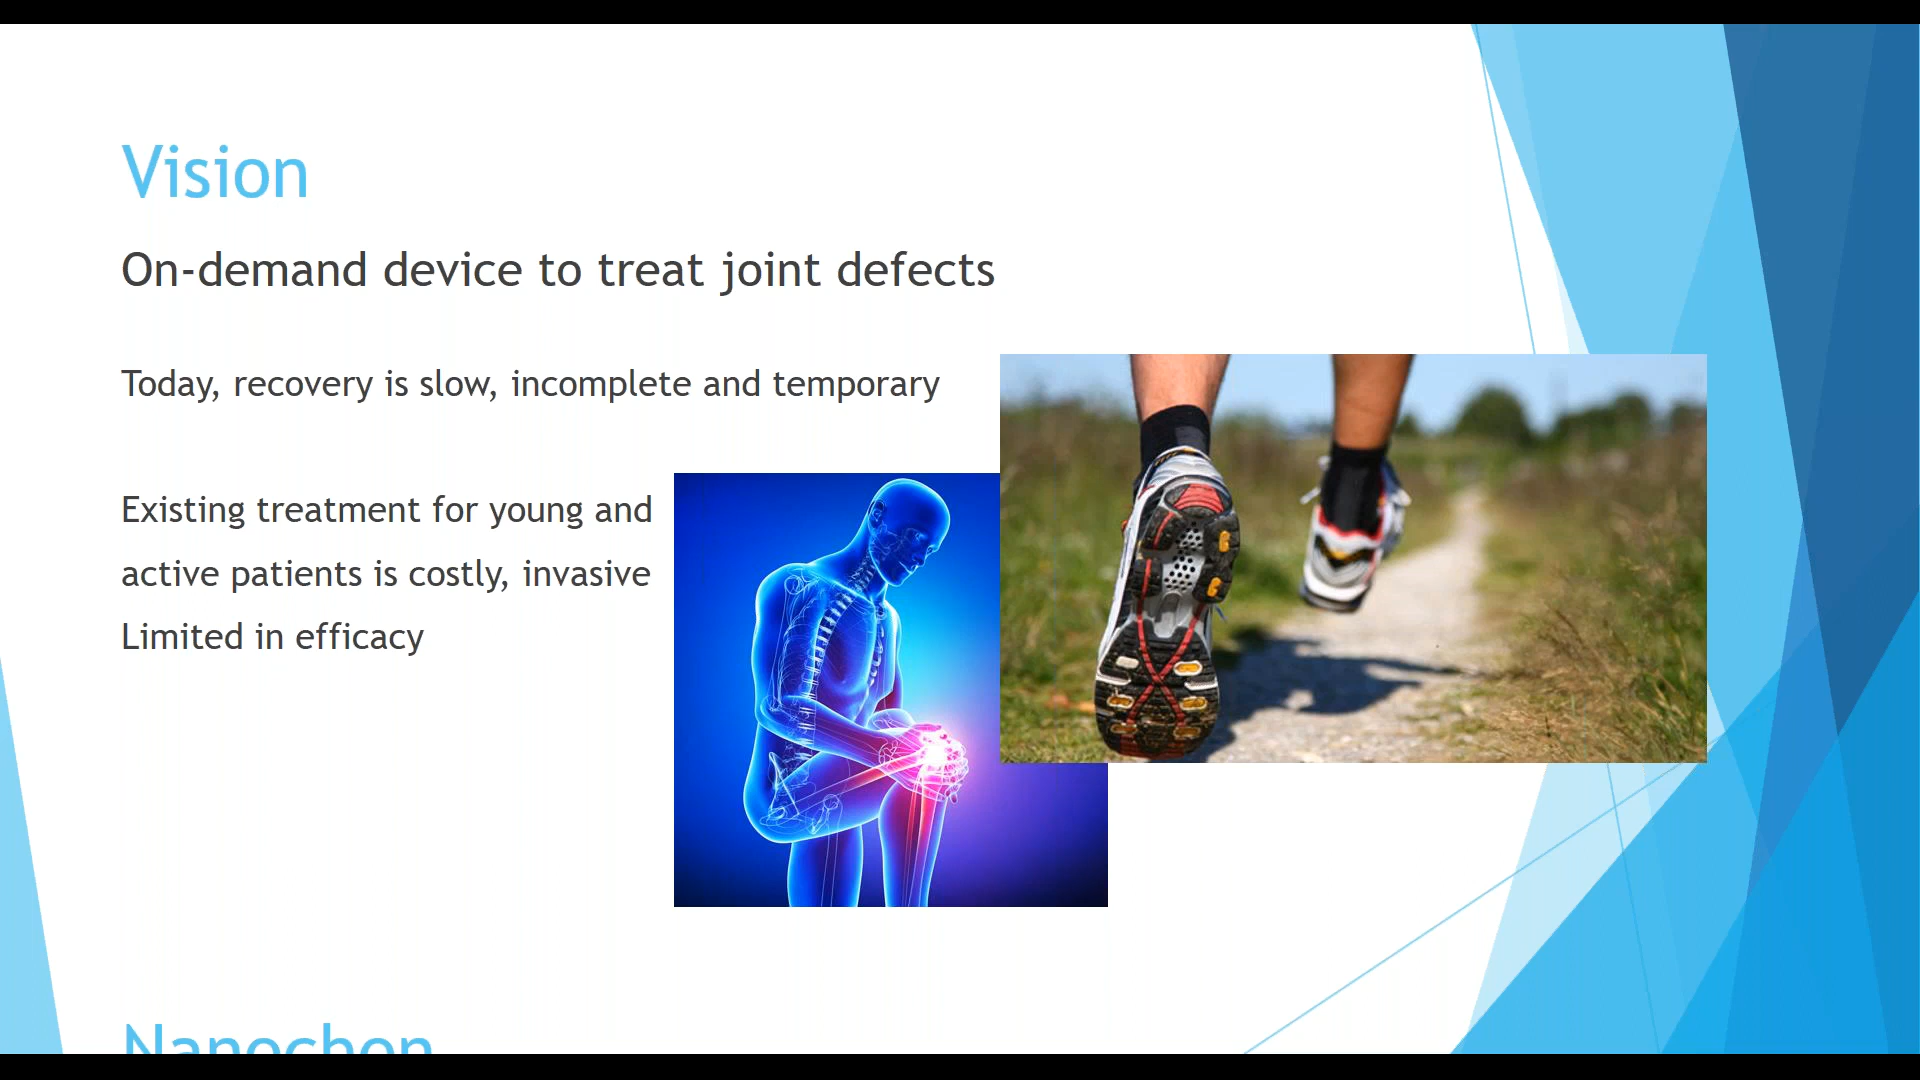 Vision
On-demand device to treat joint defects
Today, recovery is slow, incomplete and temporary
Existing treatment for young and
active patients is costly, invasive
Limited in efficacy
Nanochon